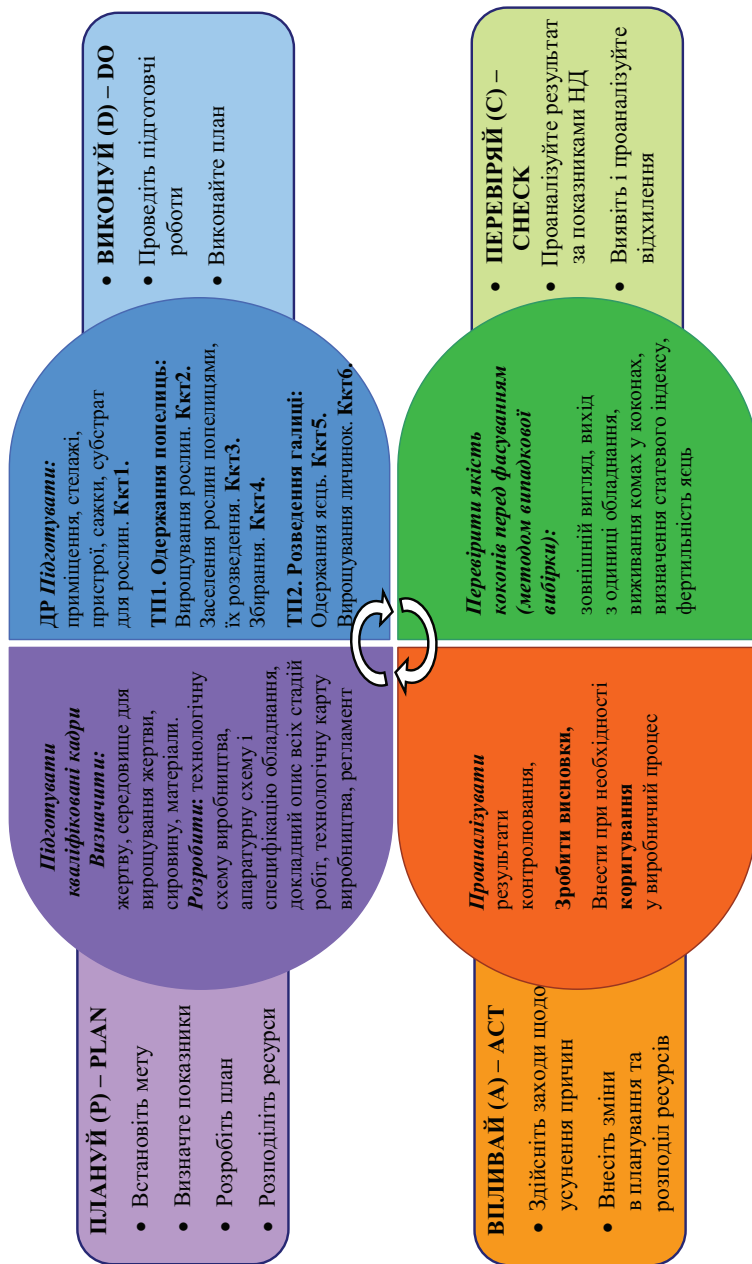 ПЛАНУЙ (P) – PLAN
• Встановіть мету
• Визначте показники
• Розробіть план
• Розподіліть ресурси
Підготувати
кваліфіковані кадри
Визначити:
жертву, середовище для
вирощування жертви,
сировину, матеріали.
Розробити: технологічну
схему виробництва,
апаратурну схему і
специфікацію обладнання,
докладний опис всіх стадій
робіт, технологічну карту
виробництва, регламент
ДР Підготувати:
приміщення, стелажі,
пристрої, сажки, субстрат
для рослин. Ккт1.
ТП1. Одержання попелиць:
Вирощування рослин. Ккт2.
Заселення рослин попелицями,
їх розведення. Ккт3.
Збирання. Ккт4.
ТП2. Розведення галиці:
Одержання яєць. Ккт5.
Вирощування личинок. Ккт6.
• ВИКОНУЙ (D) – DO
• Проведіть підготовчі
роботи
• Виконайте план
ВПЛИВАЙ (A) – ACT
• Здійсніть заходи щодо
усунення причин
• Внесіть зміни
в планування та
розподіл ресурсів
Проаналізувати
результати
контролювання,
Зробити висновки,
Внести при необхідності
коригування
у виробничий процес
Перевірити якість
коконів перед фасуванням
(методом випадкової
вибірки):
зовнішній вигляд, вихід
з одиниці обладнання,
виживання комах у коконах,
визначення статевого індексу,
фертильність яєць
• ПЕРЕВІРЯЙ (C) –
CHECK
• Проаналізуйте результат
за показниками НД
• Виявіть і проаналізуйте
відхилення